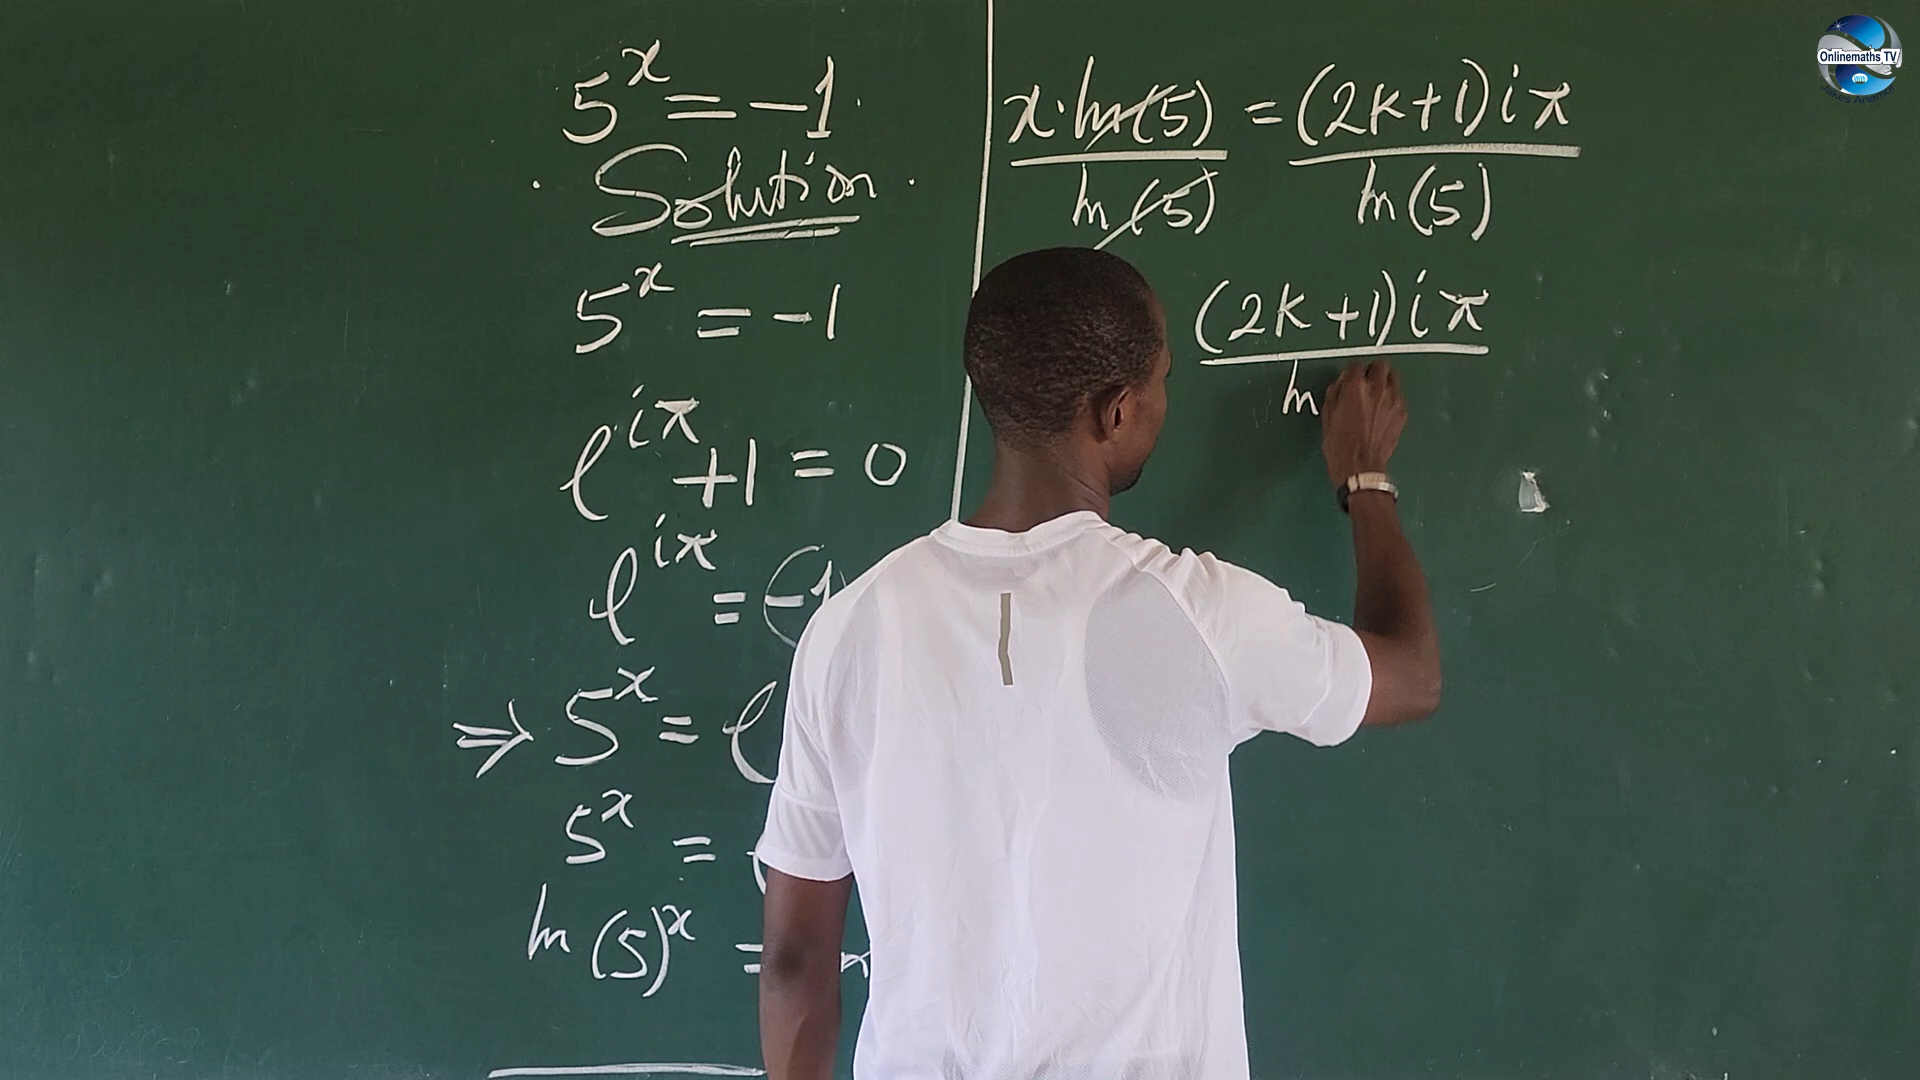 5^x = -1
Solution
5^x = -1
e^iπ + 1 = 0
e^iπ = (-1
⇒ 5^x = e
5^x =
ln (5)^x =
x · ln(5) / ln(5) = (2k+1)iπ / ln(5)
(2k+1)iπ / ln
Onlinemaths TV